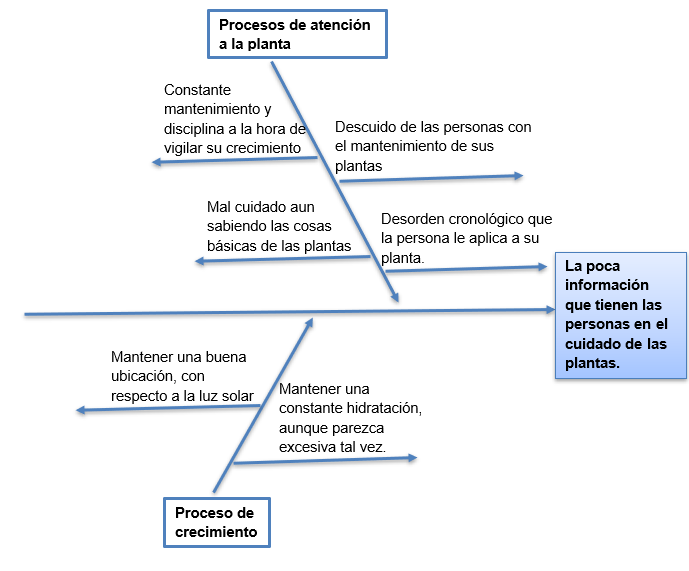 Procesos de atención
a la planta
Constante
mantenimiento y
disciplina a la hora de
vigilar su crecimiento
Descuido de las personas con
el mantenimiento de sus
plantas
Mal cuidado aun
sabiendo las cosas
básicas de las plantas
Desorden cronológico que
la persona le aplica a su
planta.
La poca
información
que tienen las
personas en el
cuidado de las
plantas.
Mantener una buena
ubicación, con
respecto a la luz solar
Mantener una
constante hidratación,
aunque parezca
excesiva tal vez.
Proceso de
crecimiento